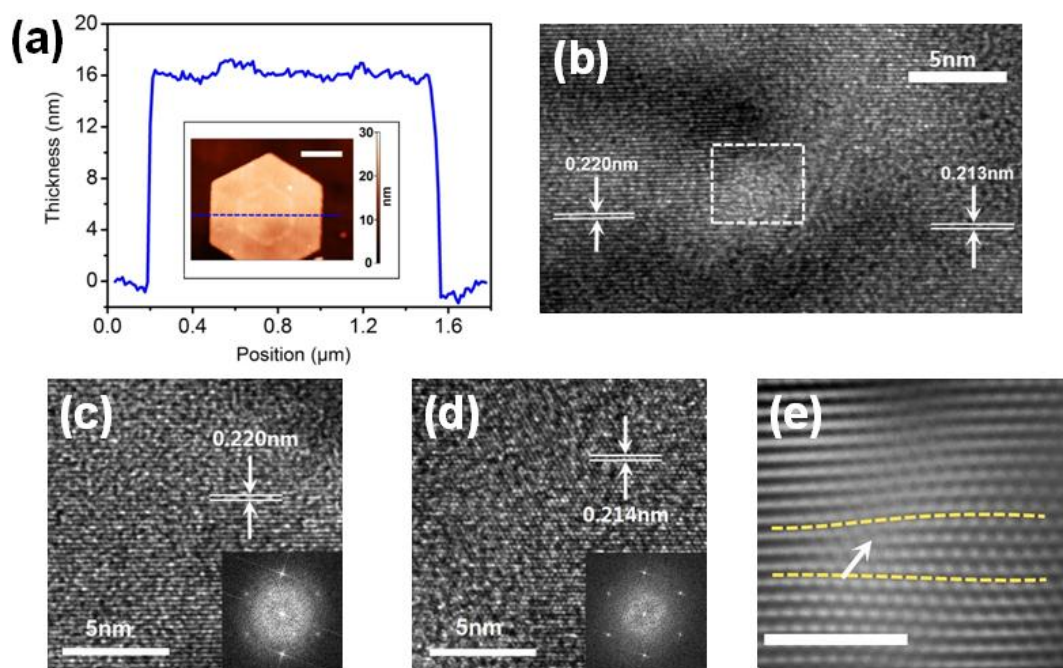 (a)
20
16
12
8
4
0
Thickness (nm)
30
20
10
0
nm
0.0 0.4 0.8 1.2 1.6
Position (μm)
(b)
5nm
0.220nm
0.213nm
(c)
0.220nm
5nm
(d)
0.214nm
5nm
(e)